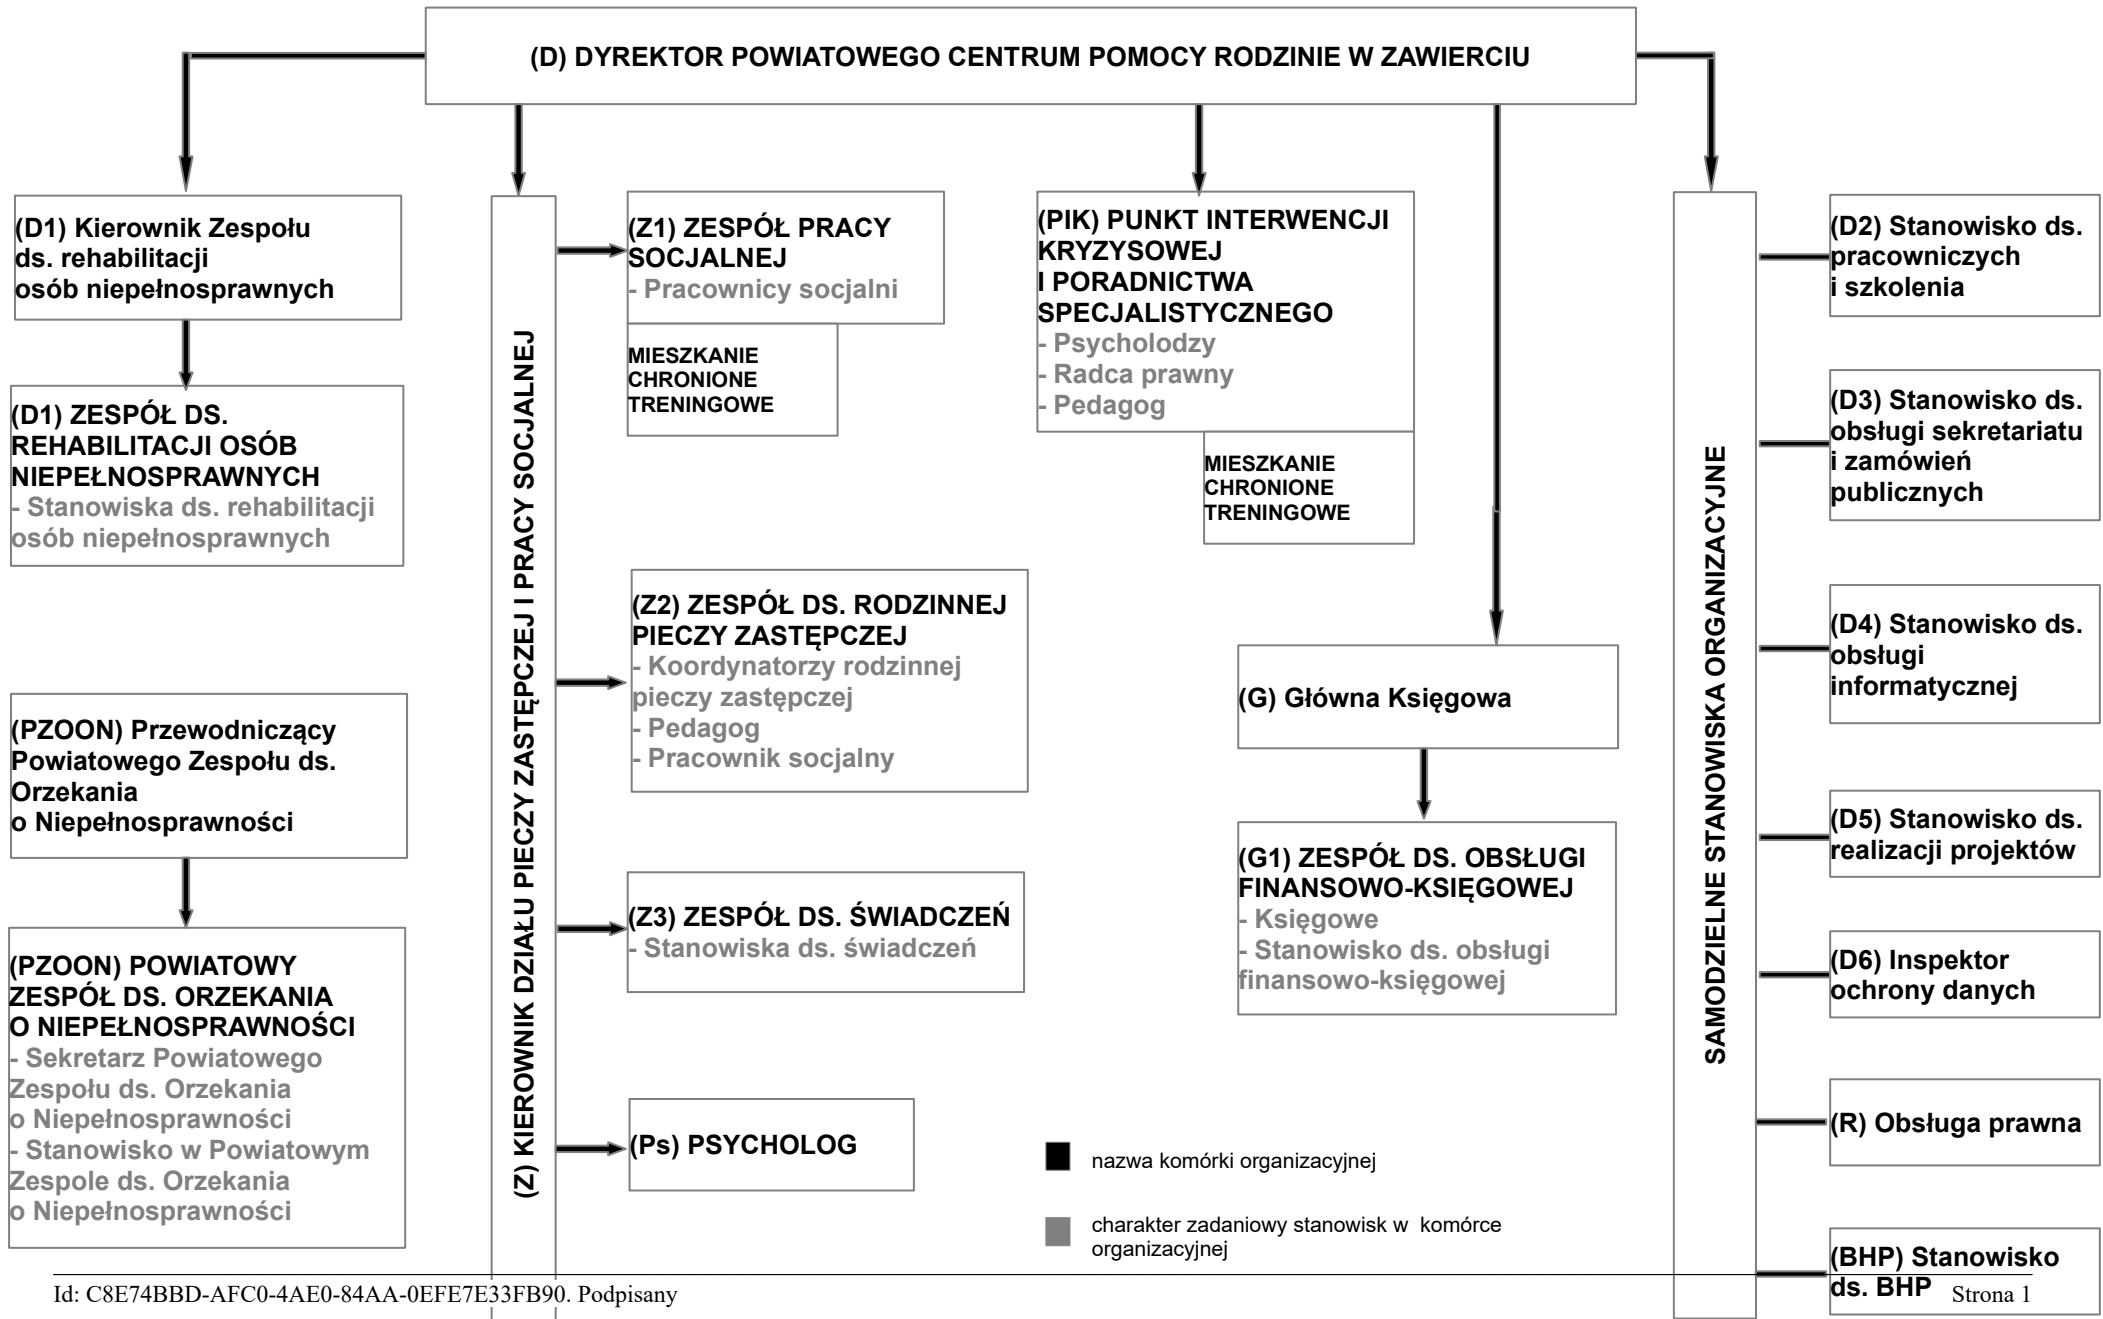 (D) DYREKTOR POWIATOWEGO CENTRUM POMOCY RODZINIE W ZAWIERCIU
(D1) Kierownik Zespołu
ds. rehabilitacji
osób niepełnosprawnych
(D1) ZESPÓŁ DS.
REHABILITACJI OSÓB
NIEPEŁNOSPRAWNYCH
- Stanowiska ds. rehabilitacji
osób niepełnosprawnych
(PZOON) Przewodniczący
Powiatowego Zespołu ds.
Orzekania
o Niepełnosprawności
(PZOON) POWIATOWY
ZESPÓŁ DS. ORZEKANIA
O NIEPEŁNOSPRAWNOŚCI
- Sekretarz Powiatowego
Zespołu ds. Orzekania
o Niepełnosprawności
- Stanowisko w Powiatowym
Zespole ds. Orzekania
o Niepełnosprawności
(Z) KIEROWNIK DZIAŁU PIECZY ZASTĘPCZEJ I PRACY SOCJALNEJ
(Z1) ZESPÓŁ PRACY
SOCJALNEJ
- Pracownicy socjalni
MIESZKANIE
CHRONIONE
TRENINGOWE
(Z2) ZESPÓŁ DS. RODZINNEJ
PIECZY ZASTĘPCZEJ
- Koordynatorzy rodzinnej
pieczy zastępczej
- Pedagog
- Pracownik socjalny
(Z3) ZESPÓŁ DS. ŚWIADCZEŃ
- Stanowiska ds. świadczeń
(Ps) PSYCHOLOG
(PIK) PUNKT INTERWENCJI
KRYZYSOWEJ
I PORADNICTWA
SPECJALISTYCZNEGO
- Psycholodzy
- Radca prawny
- Pedagog
MIESZKANIE
CHRONIONE
TRENINGOWE
(G) Główna Księgowa
(G1) ZESPÓŁ DS. OBSŁUGI
FINANSOWO-KSIĘGOWEJ
- Księgowe
- Stanowisko ds. obsługi
finansowo-księgowej
nazwa komórki organizacyjnej
charakter zadaniowy stanowisk w komórce
organizacyjnej
SAMODZIELNE STANOWISKA ORGANIZACYJNE
(D2) Stanowisko ds.
pracowniczych
i szkolenia
(D3) Stanowisko ds.
obsługi sekretariatu
i zamówień
publicznych
(D4) Stanowisko ds.
obsługi
informatycznej
(D5) Stanowisko ds.
realizacji projektów
(D6) Inspektor
ochrony danych
(R) Obsługa prawna
(BHP) Stanowisko
ds. BHP
Id: C8E74BBD-AFC0-4AE0-84AA-0EFE7E33FB90. Podpisany
Strona 1